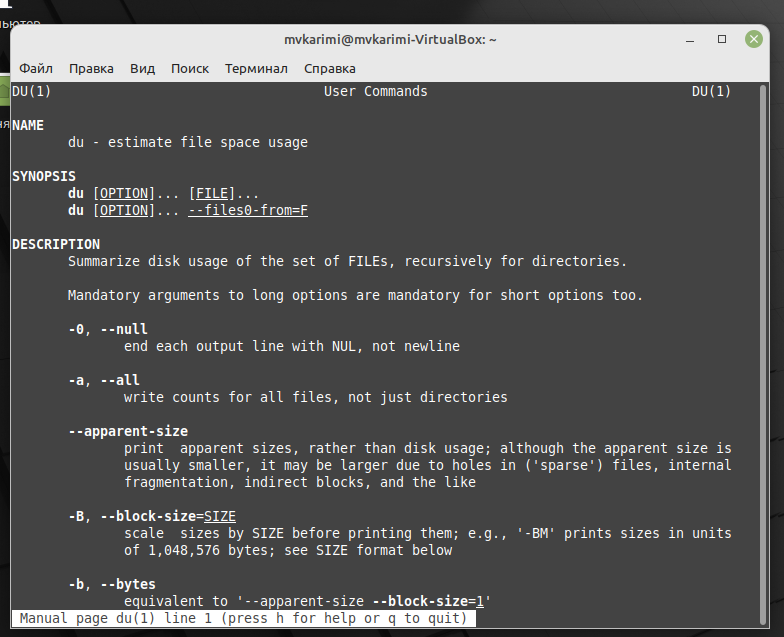 ьютер
mvkarimi@mvkarimi-VirtualBox: ~
Файл Правка Вид Поиск Терминал Справка
DU(1) User Commands DU(1)
ня
NAME
du - estimate file space usage
SYNOPSIS
du [OPTION]... [FILE]...
du [OPTION]... --files0-from=F
DESCRIPTION
Summarize disk usage of the set of FILEs, recursively for directories.
Mandatory arguments to long options are mandatory for short options too.
-0, --null
end each output line with NUL, not newline
-a, --all
write counts for all files, not just directories
--apparent-size
print apparent sizes, rather than disk usage; although the apparent size is
usually smaller, it may be larger due to holes in ('sparse') files, internal
fragmentation, indirect blocks, and the like
-B, --block-size=SIZE
scale sizes by SIZE before printing them; e.g., '-BM' prints sizes in units
of 1,048,576 bytes; see SIZE format below
-b, --bytes
equivalent to '--apparent-size --block-size=1'
Manual page du(1) line 1 (press h for help or q to quit)